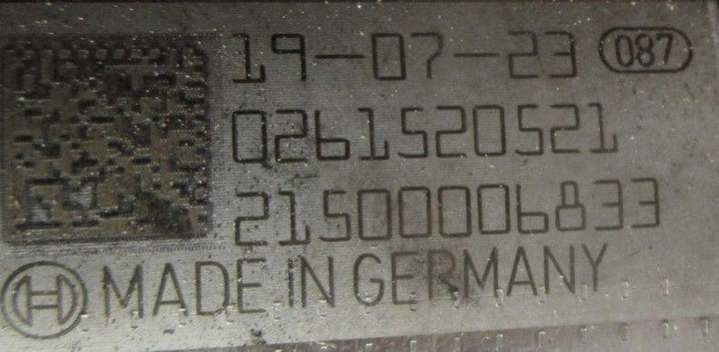 19-07-23 087
0261520521
21500006833
MADE IN GERMANY